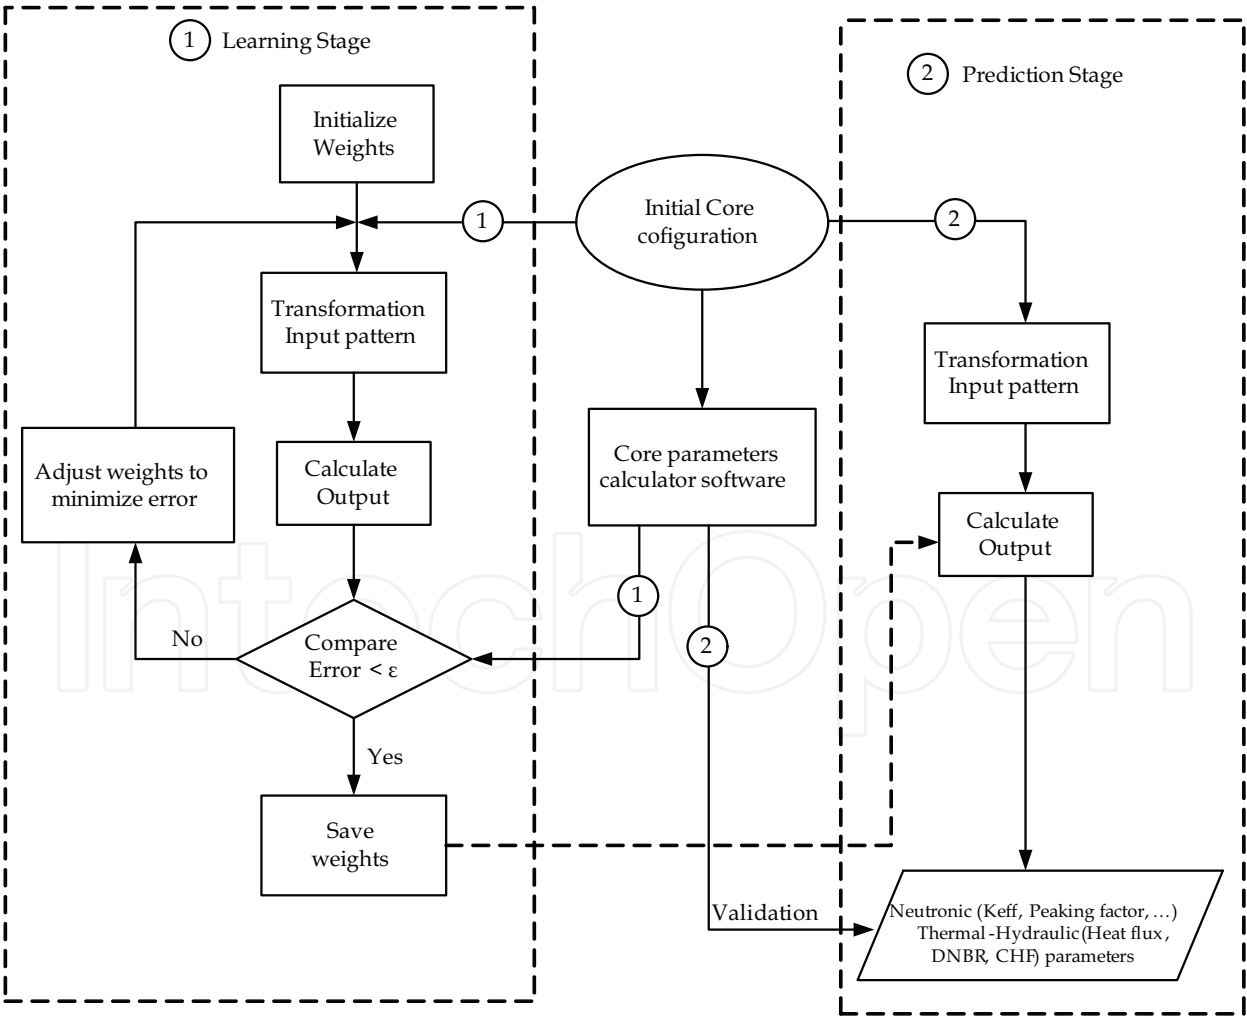 1 Learning Stage
Initialize
Weights
1
Transformation
Input pattern
Adjust weights to
minimize error
Calculate
Output
No
Compare
Error < ε
Yes
Save
weights
Initial Core
cofiguration
Core parameters
calculator software
1
2
Validation
2 Prediction Stage
2
Transformation
Input pattern
Calculate
Output
Neutronic (Keff, Peaking factor, …)
Thermal-Hydraulic(Heat flux,
DNBR, CHF) parameters
IntechOpen